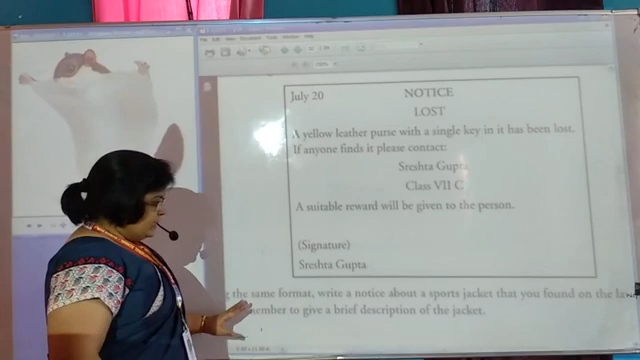 July 20 NOTICE
LOST
A yellow leather purse with a single key in it has been lost.
If anyone finds it please contact:
Sreshta Gupta
Class VII C
A suitable reward will be given to the person.
(Signature)
Sreshta Gupta
the same format, write a notice about a sports jacket that you found on the
to give a brief description of the jacket.